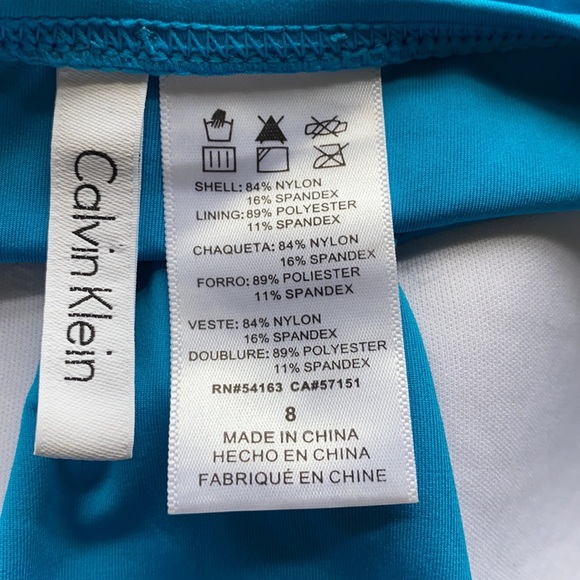 Calvin Klein
SHELL: 84% NYLON
16% SPANDEX
LINING: 89% POLYESTER
11% SPANDEX
CHAQUETA: 84% NYLON
16% SPANDEX
FORRO: 89% POLIESTER
11% SPANDEX
VESTE: 84% NYLON
16% SPANDEX
DOUBLURE: 89% POLYESTER
11% SPANDEX
RN#54163 CA#57151
8
MADE IN CHINA
HECHO EN CHINA
FABRIQUÉ EN CHINE